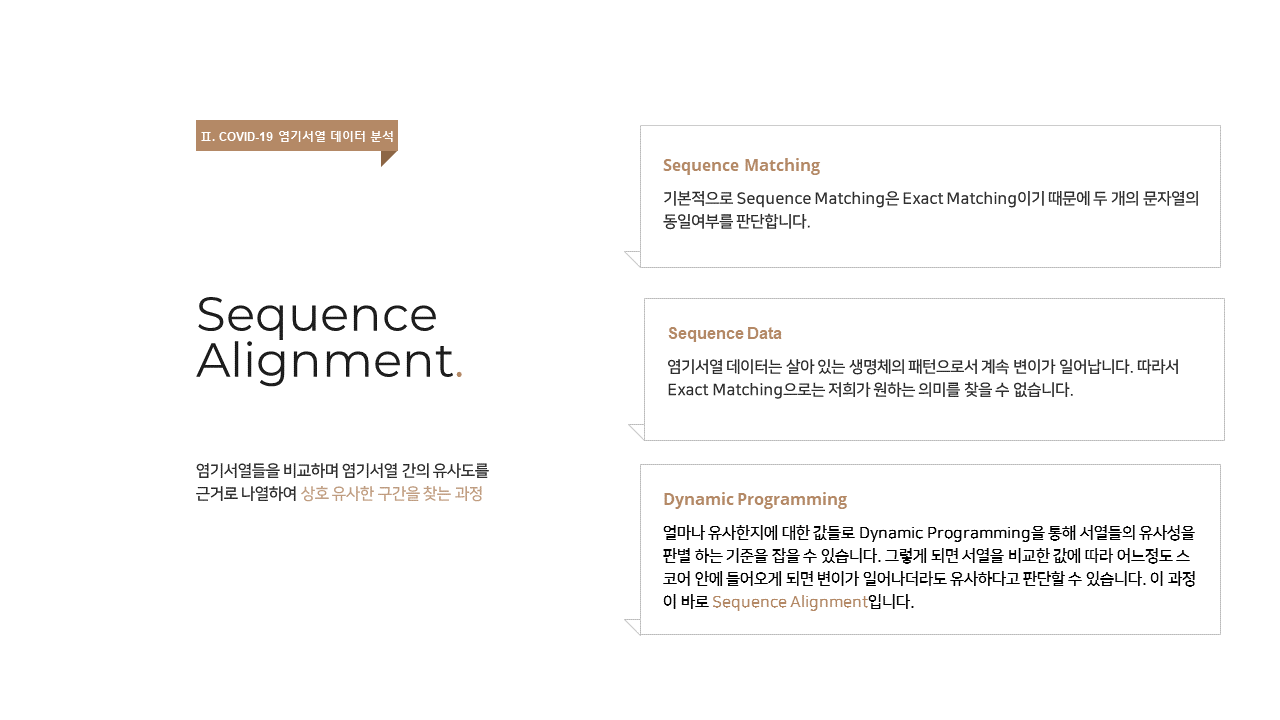 Ⅱ. COVID-19 염기서열 데이터 분석
Sequence
Alignment.
염기서열들을 비교하며 염기서열 간의 유사도를
근거로 나열하여 상호 유사한 구간을 찾는 과정
Sequence Matching
기본적으로 Sequence Matching은 Exact Matching이기 때문에 두 개의 문자열의
동일여부를 판단합니다.
Sequence Data
염기서열 데이터는 살아 있는 생명체의 패턴으로서 계속 변이가 일어납니다. 따라서
Exact Matching으로는 저희가 원하는 의미를 찾을 수 없습니다.
Dynamic Programming
얼마나 유사한지에 대한 값들로 Dynamic Programming을 통해 서열들의 유사성을
판별 하는 기준을 잡을 수 있습니다. 그렇게 되면 서열을 비교한 값에 따라 어느정도 스
코어 안에 들어오게 되면 변이가 일어나더라도 유사하다고 판단할 수 있습니다. 이 과정
이 바로 Sequence Alignment입니다.